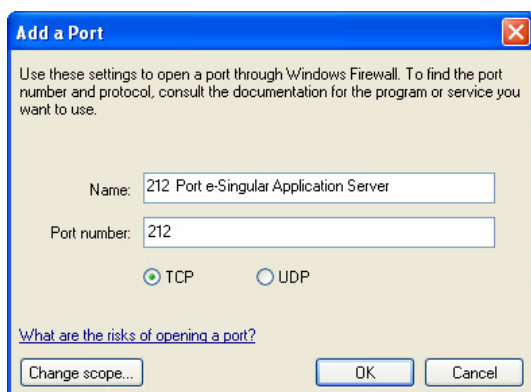 Add a Port
Use these settings to open a port through Windows Firewall. To find the port
number and protocol, consult the documentation for the program or service you
want to use.
Name: 212 Port e-Singular Application Server
Port number: 212
TCP UDP
What are the risks of opening a port?
Change scope... OK Cancel